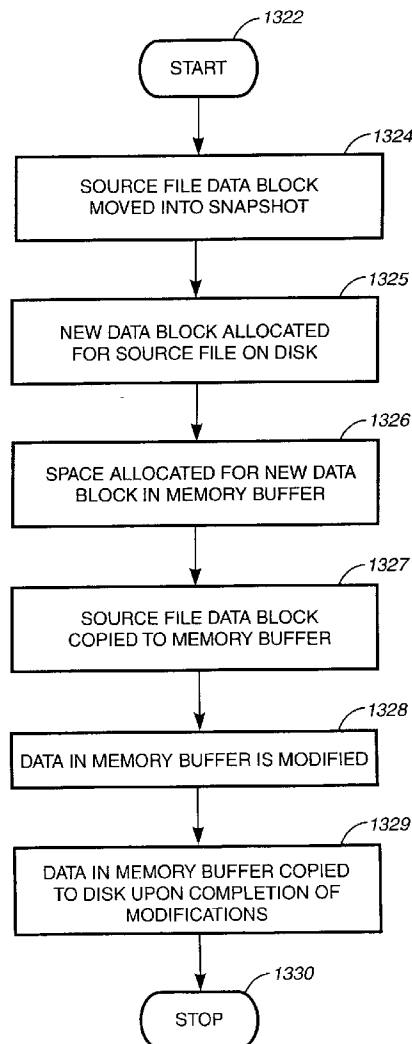 1322
START
1324
SOURCE FILE DATA BLOCK
MOVED INTO SNAPSHOT
1325
NEW DATA BLOCK ALLOCATED
FOR SOURCE FILE ON DISK
1326
SPACE ALLOCATED FOR NEW DATA
BLOCK IN MEMORY BUFFER
1327
SOURCE FILE DATA BLOCK
COPIED TO MEMORY BUFFER
1328
DATA IN MEMORY BUFFER IS MODIFIED
1329
DATA IN MEMORY BUFFER COPIED
TO DISK UPON COMPLETION OF
MODIFICATIONS
1330
STOP